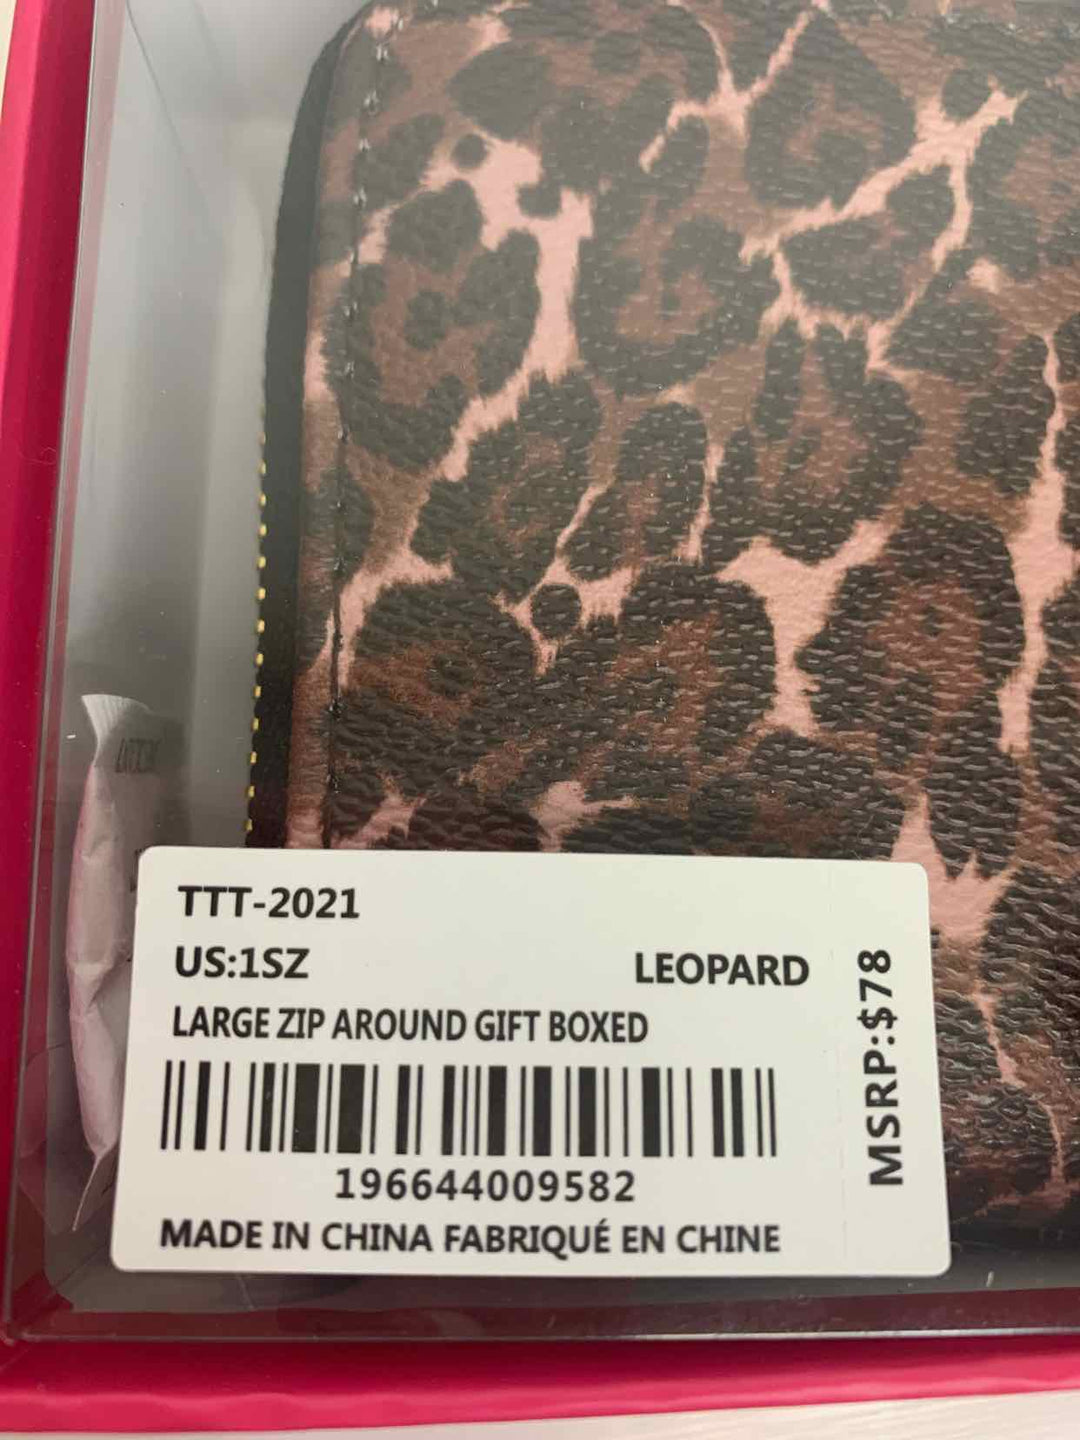 TTT-2021
US:1SZ LEOPARD
LARGE ZIP AROUND GIFT BOXED
196644009582
MADE IN CHINA FABRIQUÉ EN CHINE
MSRP:$78